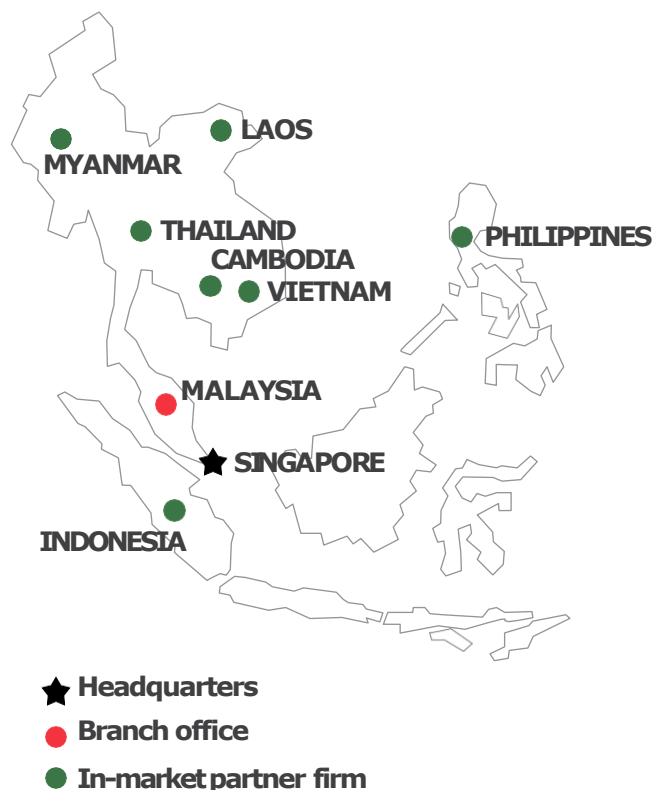 LAOS
MYANMAR
THAILAND
PHILIPPINES
CAMBODIA
VIETNAM
MALAYSIA
SINGAPORE
INDONESIA
Headquarters
Branch office
In-market partner firm